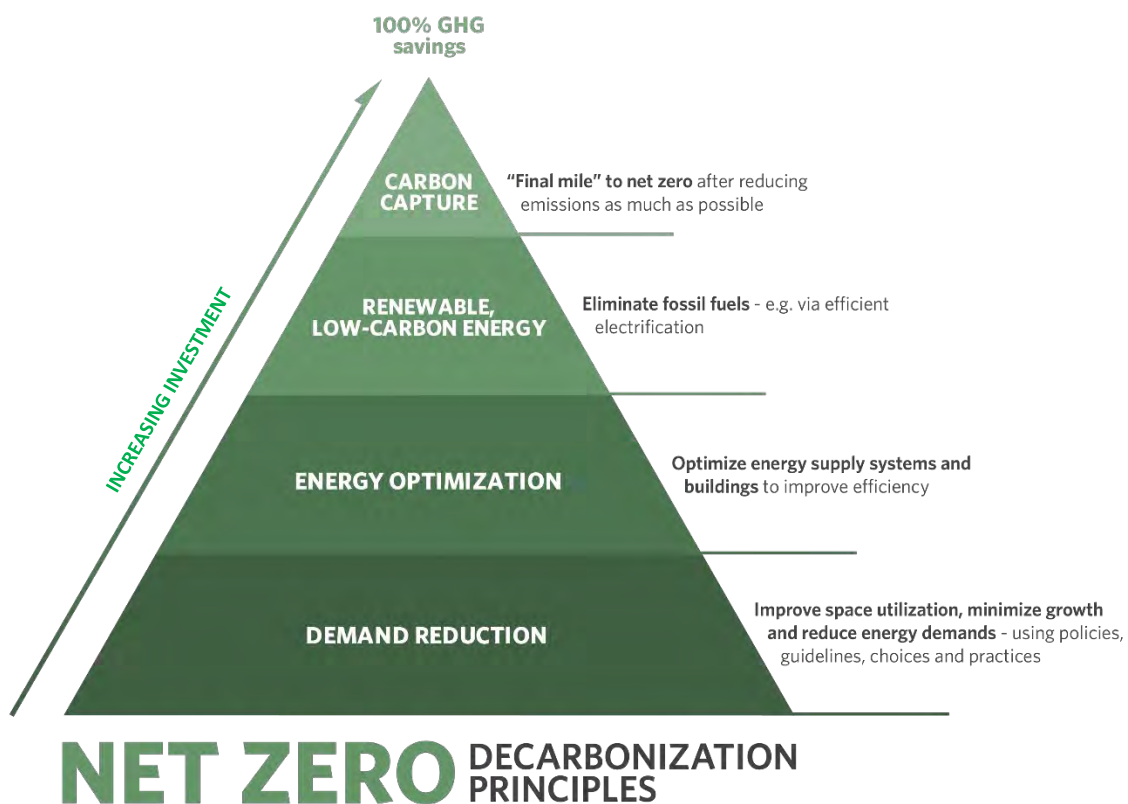 100% GHG
savings
CARBON
CAPTURE
“Final mile” to net zero after reducing
emissions as much as possible
RENEWABLE,
LOW-CARBON ENERGY
Eliminate fossil fuels - e.g. via efficient
electrification
INCREASING INVESTMENT
ENERGY OPTIMIZATION
Optimize energy supply systems and
buildings to improve efficiency
DEMAND REDUCTION
Improve space utilization, minimize growth
and reduce energy demands - using policies,
guidelines, choices and practices
NET ZERO
DECARBONIZATION
PRINCIPLES